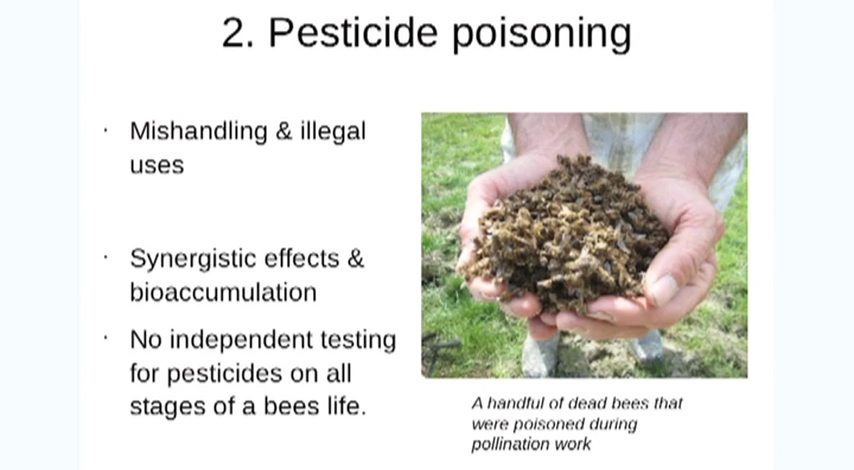 2. Pesticide poisoning
· Mishandling & illegal
uses
· Synergistic effects &
bioaccumulation
· No independent testing
for pesticides on all
stages of a bees life.
A handful of dead bees that
were poisoned during
pollination work